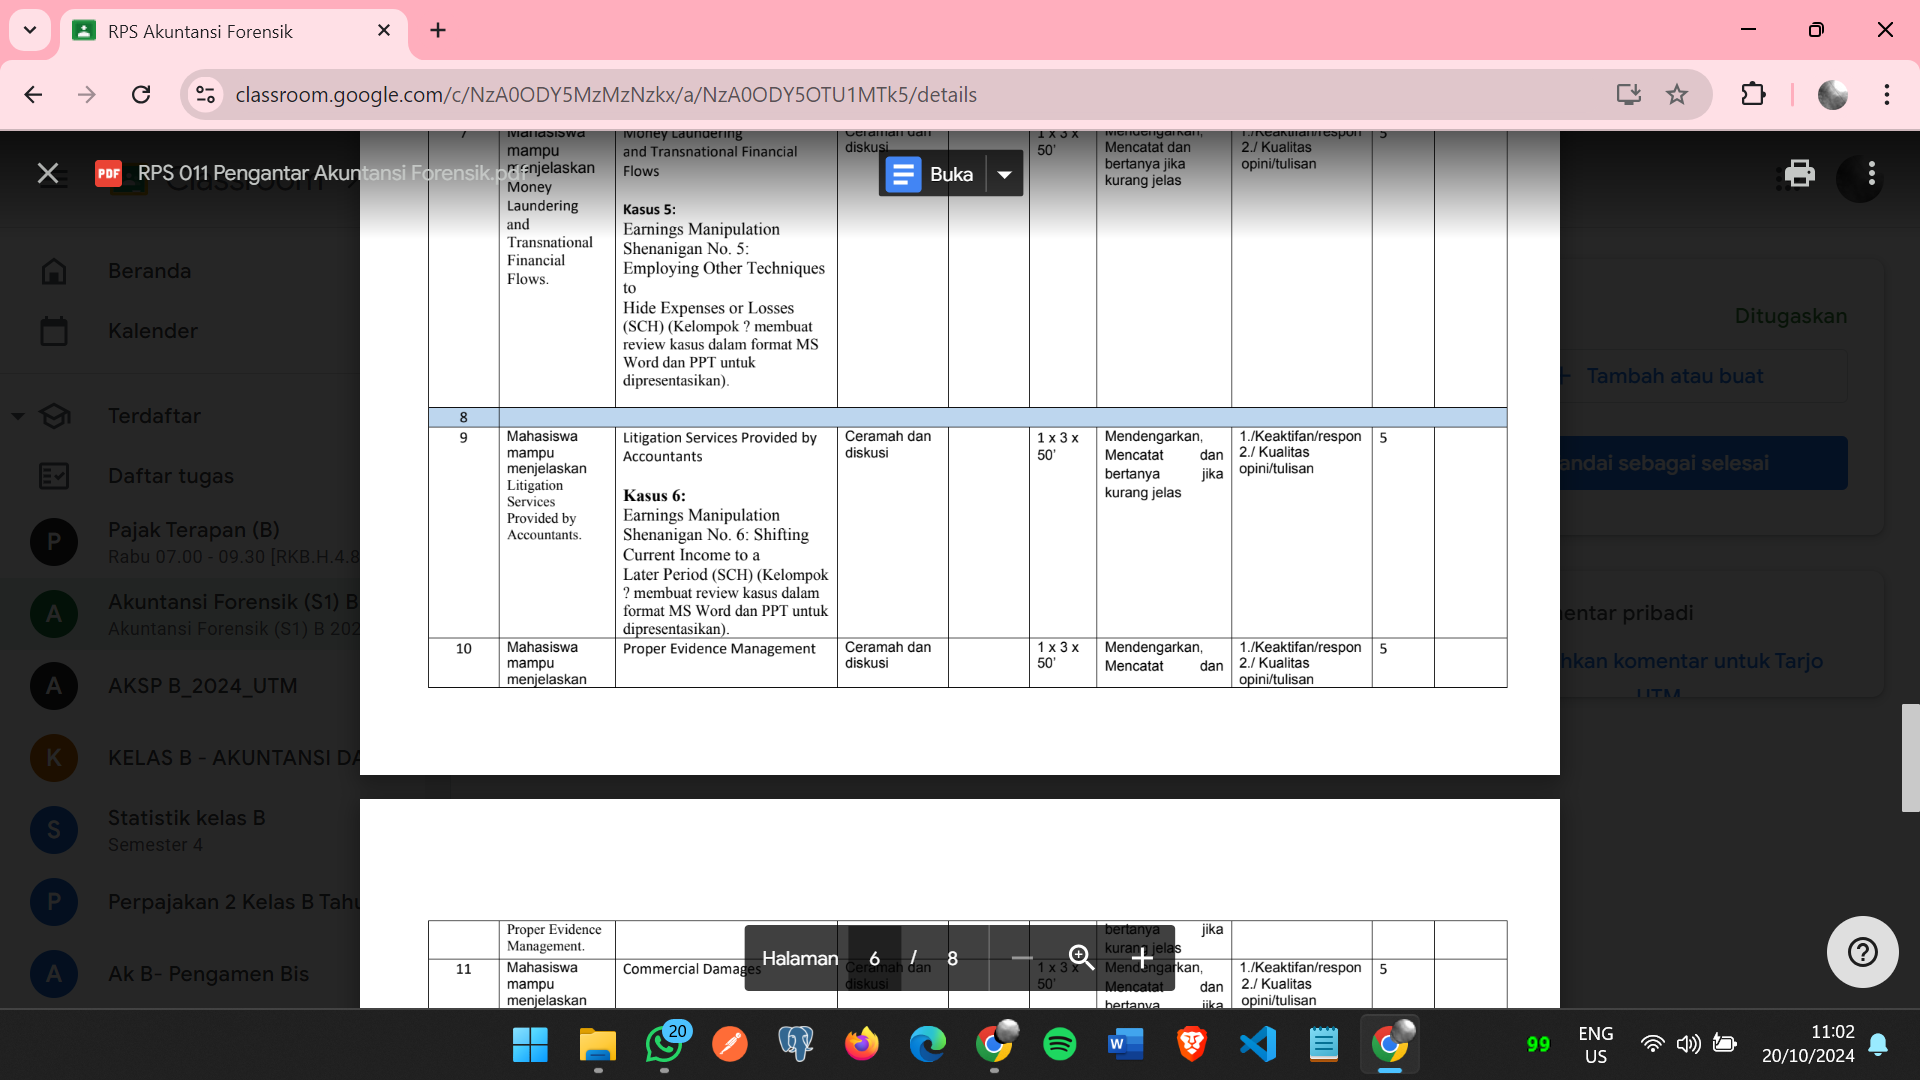 RPS Akuntansi Forensik
classroom.google.com/c/NzA0ODY5MzMzNzkx/a/NzA0ODY5OTU1MTk5/details
PDF
RPS 011 Pengantar Akuntansi Forensik.pdf
Buka
Beranda
Kalender
Terdaftar
Daftar tugas
P
Pajak Terapan (B)
Rabu 07.00 - 09.30 [RKB.H.4.8
A
Akuntansi Forensik (S1) B
Akuntansi Forensik (S1) B 202
A
AKSP B_2024_UTM
K
KELAS B - AKUNTANSI DA
S
Statistik kelas B
Semester 4
P
Perpajakan 2 Kelas B Tahu
A
Ak B- Pengamen Bis
7
Mahasiswa
mampu
menjelaskan
Money
Laundering
and
Transnational
Financial
Flows.
Money Laundering
and Transnational Financial
Flows
Kasus 5:
Earnings Manipulation
Shenanigan No. 5:
Employing Other Techniques
to
Hide Expenses or Losses
(SCH) (Kelompok ? membuat
review kasus dalam format MS
Word dan PPT untuk
dipresentasikan).
Ceramah dan
diskusi
1 x 3 x
50'
Mendengarkan,
Mencatat dan
bertanya jika
kurang jelas
1./Keaktifan/respon
2./ Kualitas
opini/tulisan
5
8
9
Mahasiswa
mampu
menjelaskan
Litigation
Services
Provided by
Accountants.
Litigation Services Provided by
Accountants
Kasus 6:
Earnings Manipulation
Shenanigan No. 6: Shifting
Current Income to a
Later Period (SCH) (Kelompok
? membuat review kasus dalam
format MS Word dan PPT untuk
dipresentasikan).
Ceramah dan
diskusi
1 x 3 x
50'
Mendengarkan,
Mencatat dan
bertanya jika
kurang jelas
1./Keaktifan/respon
2./ Kualitas
opini/tulisan
5
10
Mahasiswa
mampu
menjelaskan
Proper Evidence Management
Ceramah dan
diskusi
1 x 3 x
50'
Mendengarkan,
Mencatat dan
1./Keaktifan/respon
2./ Kualitas
opini/tulisan
5
Proper Evidence
Management.
bertanya jika
kurang jelas
11
Mahasiswa
mampu
menjelaskan
Commercial Damages
Ceramah dan
diskusi
1 x 3 x
50'
Mendengarkan,
Mencatat dan
bertanya jika
1./Keaktifan/respon
2./ Kualitas
opini/tulisan
5
Halaman 6 / 8
Ditugaskan
Tambah atau buat
andai sebagai selesai
entar pribadi
hkan komentar untuk Tarjo
UTM
20
99
ENG
US
11:02
20/10/2024